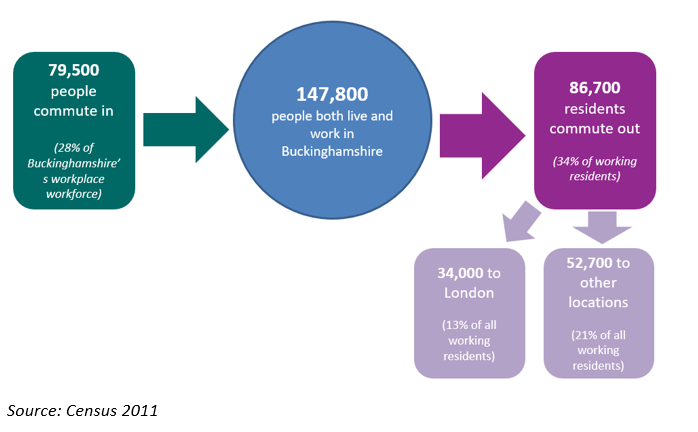 79,500
people
commute in
(28% of
Buckinghamshire'
s workplace
workforce)
147,800
people both live and
work in
Buckinghamshire
86,700
residents
commute out
(34% of working
residents)
34,000 to
London
(13% of all
working
residents)
52,700 to
other
locations
(21% of all
working
residents)
Source: Census 2011